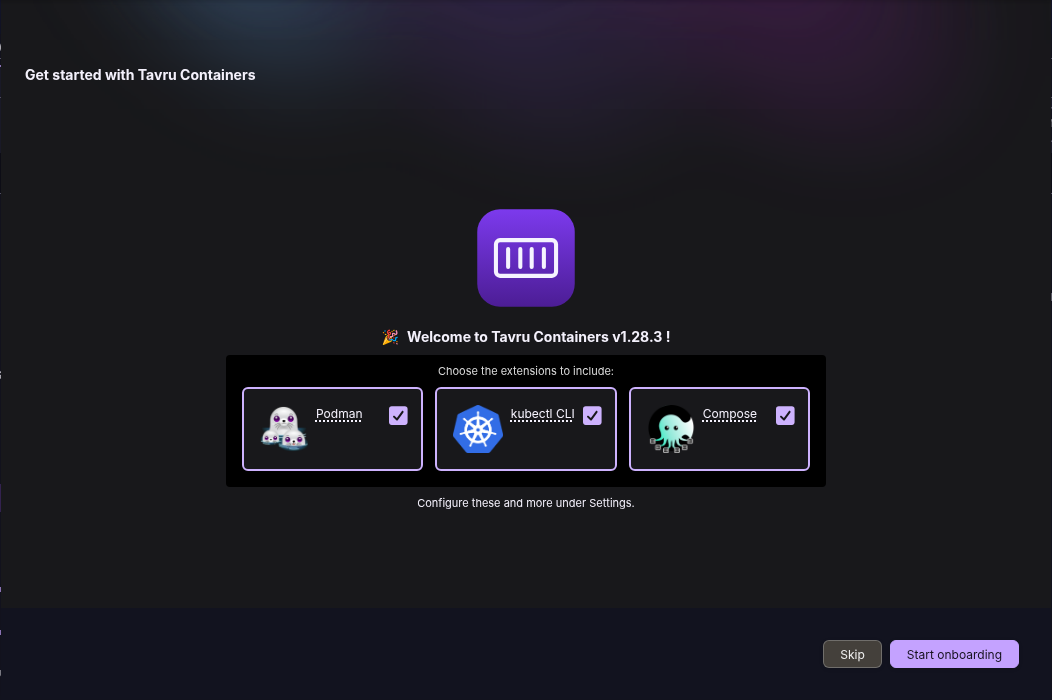 Get started with Tavru Containers
🎉 Welcome to Tavru Containers v1.28.3 !
Choose the extensions to include:
Podman
kubectl CLI
Compose
Configure these and more under Settings.
Skip
Start onboarding